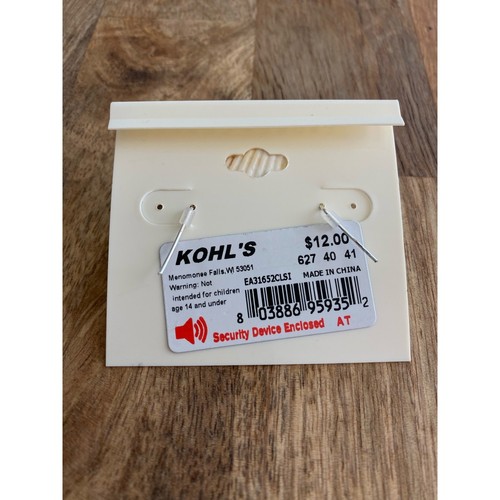 KOHL'S
$12.00
Menomonee Falls,WI 53051
627 40 41
Warning: Not
EA31652CLSI
MADE IN CHINA
intended for children
age 14 and under
8 03886 95935 2
Security Device Enclosed AT